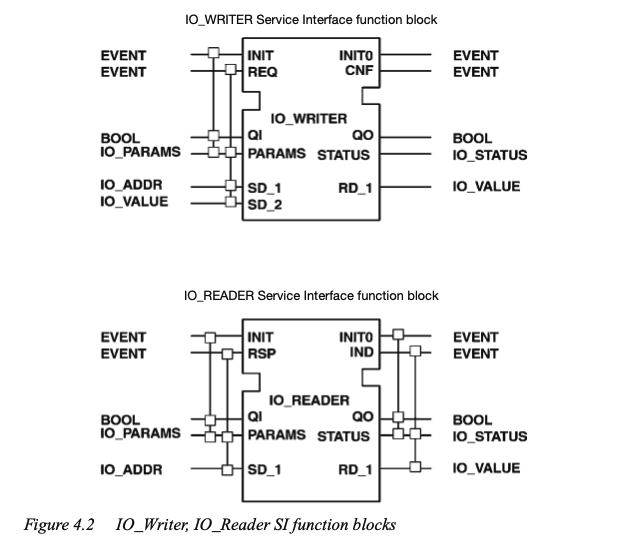 IO_WRITER Service Interface function block
EVENT INIT INIT0 EVENT
EVENT REQ CNF EVENT
IO_WRITER
BOOL QI QO BOOL
IO_PARAMS PARAMS STATUS IO_STATUS
IO_ADDR SD_1 RD_1 IO_VALUE
IO_VALUE SD_2
IO_READER Service Interface function block
EVENT INIT INIT0 EVENT
EVENT RSP IND EVENT
IO_READER
BOOL QI QO BOOL
IO_PARAMS PARAMS STATUS IO_STATUS
IO_ADDR SD_1 RD_1 IO_VALUE
Figure 4.2 IO_Writer, IO_Reader SI function blocks